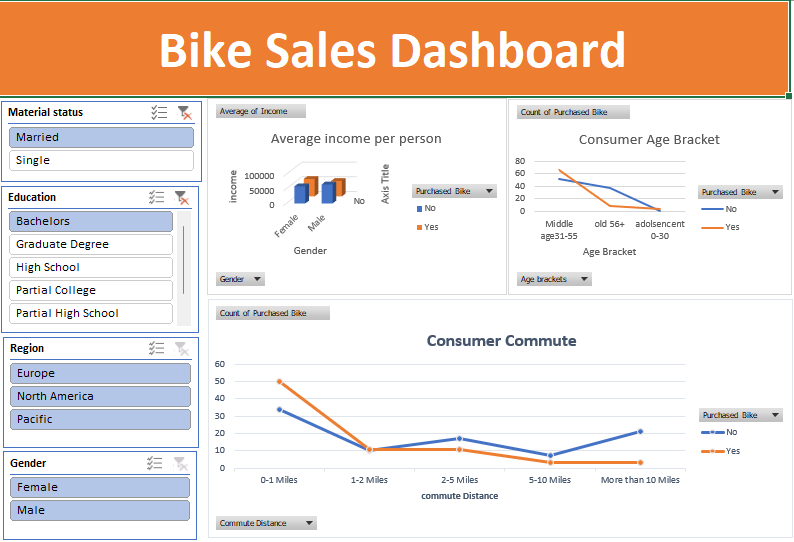 Bike Sales Dashboard
Material status
Married
Single
Education
Bachelors
Graduate Degree
High School
Partial College
Partial High School
Region
Europe
North America
Pacific
Gender
Female
Male
Average of Income
Average income per person
income
100000
50000
0
Female
Male
No
Axis Title
Gender
Purchased Bike
No
Yes
Gender
Count of Purchased Bike
Consumer Age Bracket
80
60
40
20
0
Middle
age31-55
old 56+
adolsencent
0-30
Age Bracket
Purchased Bike
No
Yes
Age brackets
Count of Purchased Bike
Consumer Commute
60
50
40
30
20
10
0
0-1 Miles
1-2 Miles
2-5 Miles
5-10 Miles
More than 10 Miles
commute Distance
Purchased Bike
No
Yes
Commute Distance